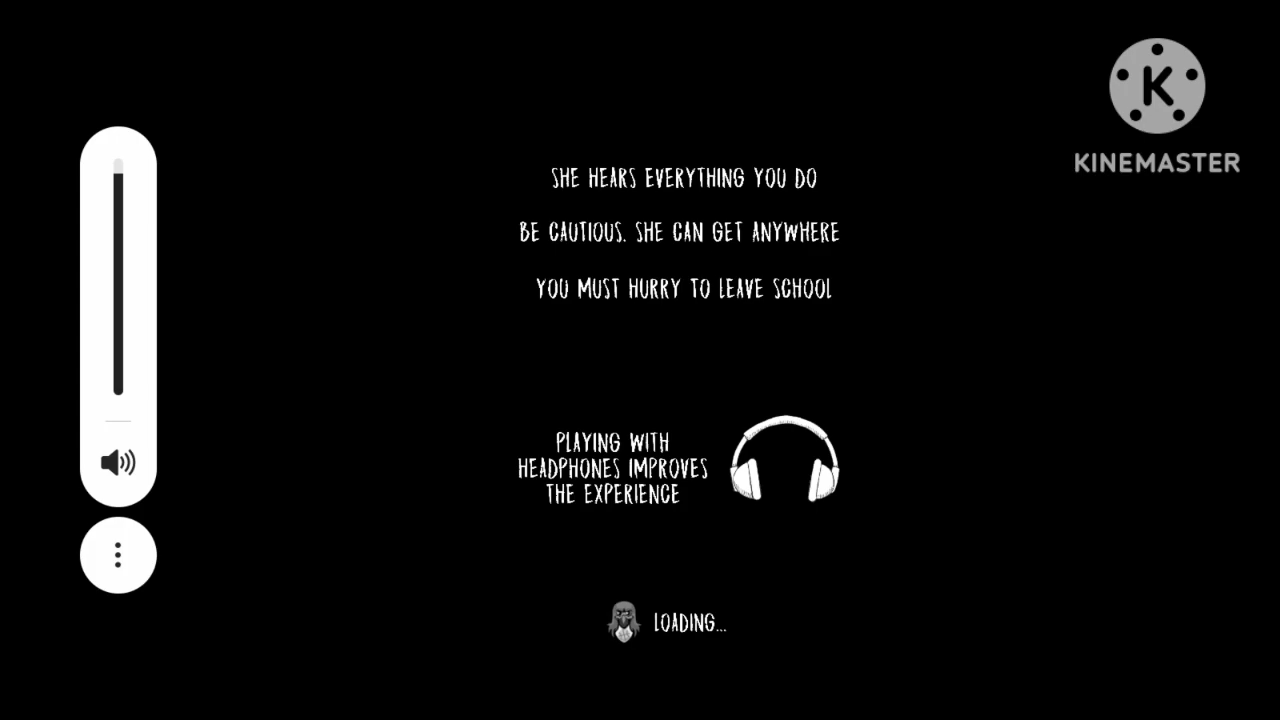 KINEMASTER
SHE HEARS EVERYTHING YOU DO
BE CAUTIOUS. SHE CAN GET ANYWHERE
YOU MUST HURRY TO LEAVE SCHOOL
PLAYING WITH
HEADPHONES IMPROVES
THE EXPERIENCE
LOADING...